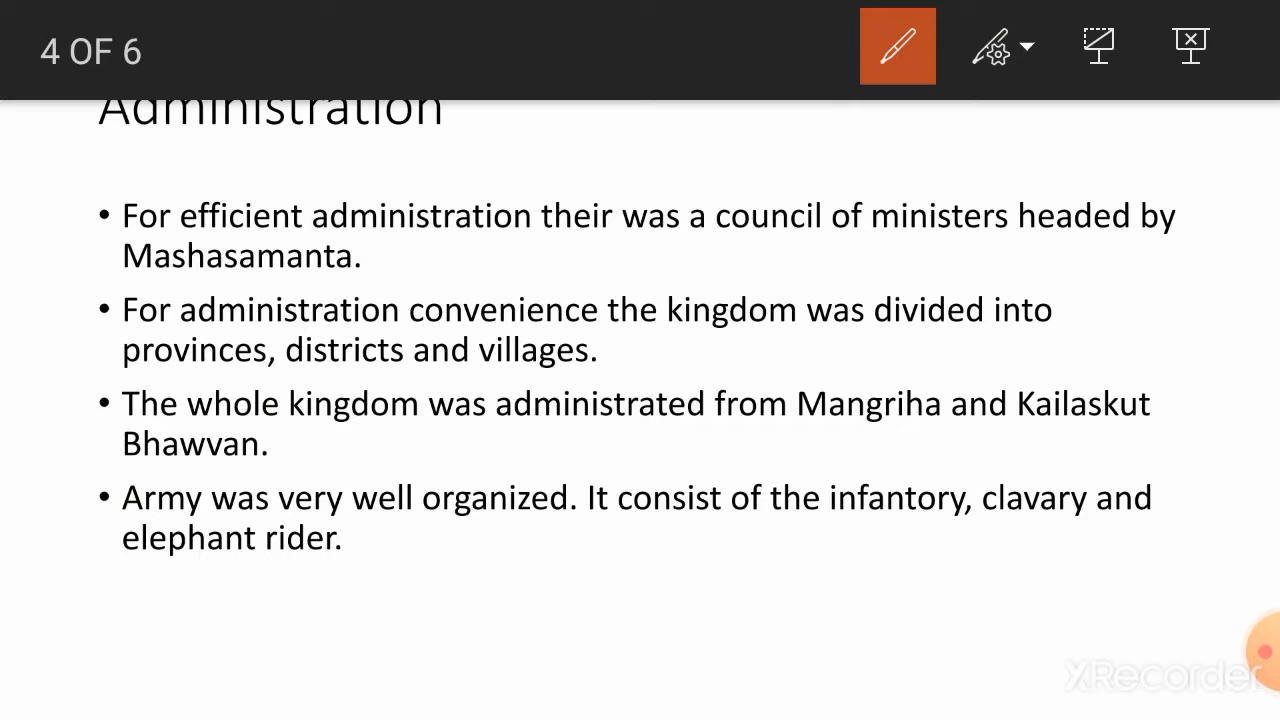 4 OF 6
Administration
• For efficient administration their was a council of ministers headed by
Mashasamanta.
• For administration convenience the kingdom was divided into
provinces, districts and villages.
• The whole kingdom was administrated from Mangriha and Kailaskut
Bhawvan.
• Army was very well organized. It consist of the infantory, clavary and
elephant rider.
XRecorder